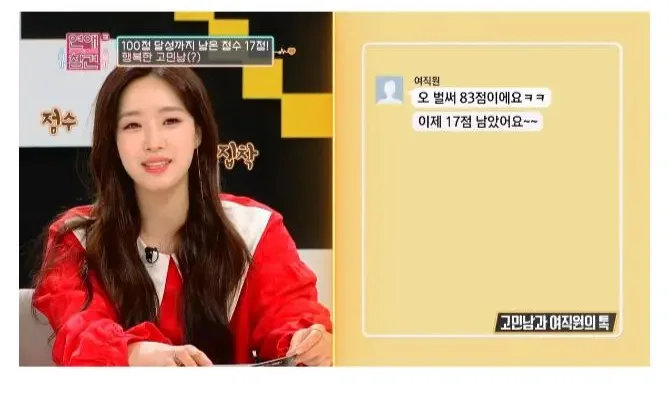 연애의 참견
100점 달성까지 남은 점수 17점!
행복한 고민남(?)
점수
집착
여직원
오 벌써 83점이에요ㅋㅋ
이제 17점 남았어요~~
고민남과 여직원의 톡